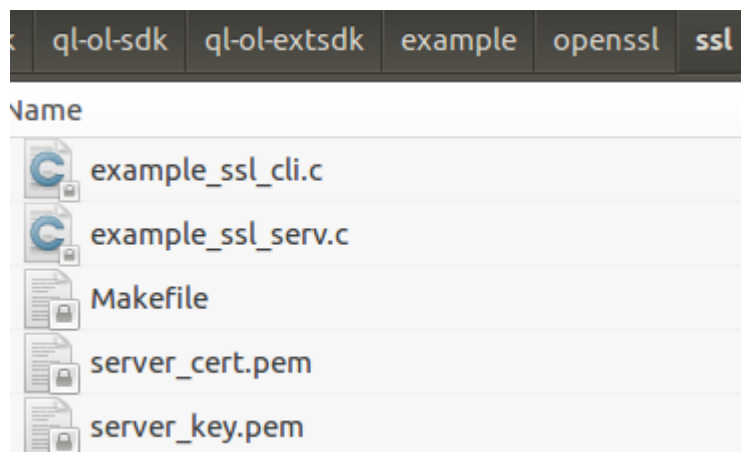 ql-ol-sdk ql-ol-extsdk example openssl ssl
Name
example_ssl_cli.c
example_ssl_serv.c
Makefile
server_cert.pem
server_key.pem